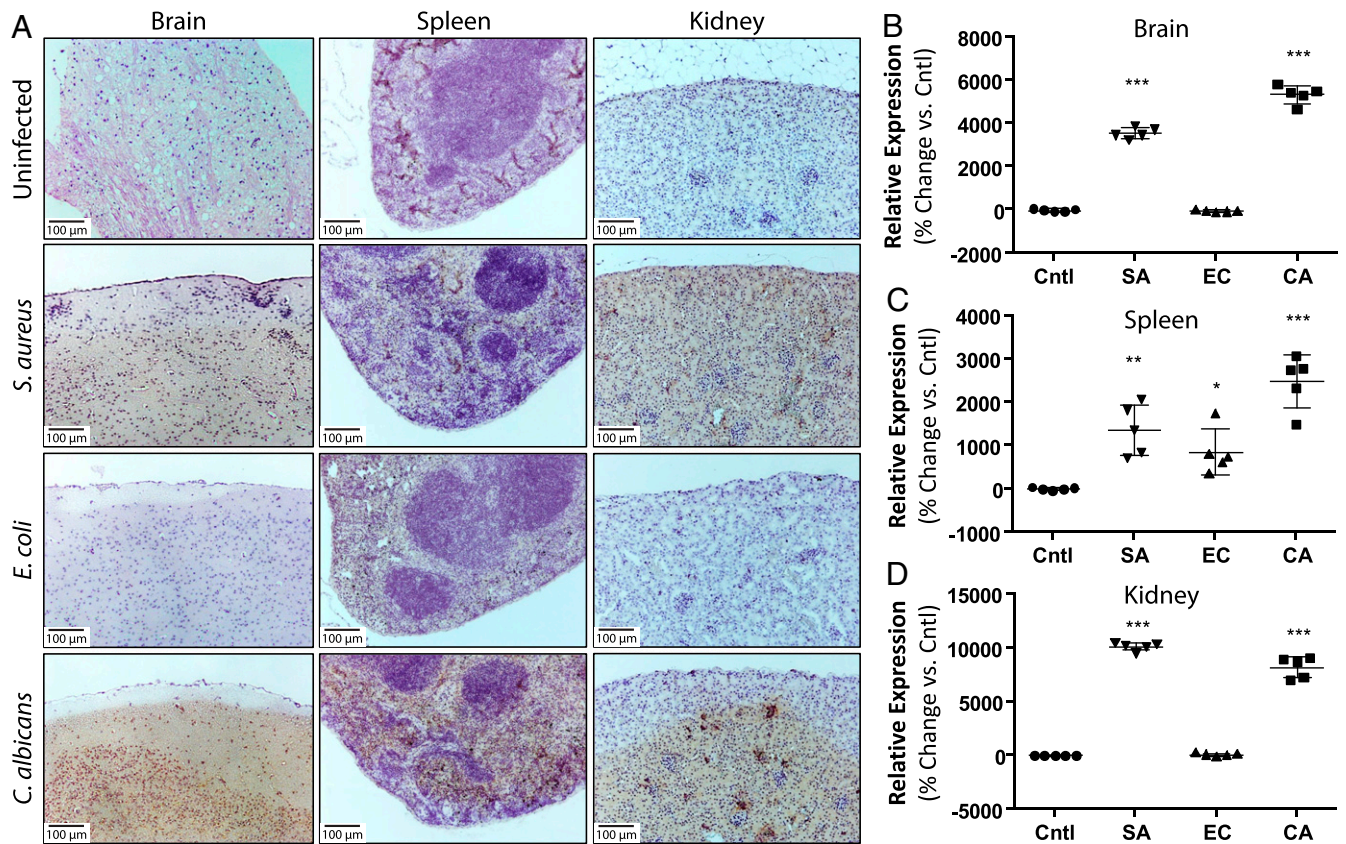 A
Brain
Spleen
Kidney
Uninfected
100 µm
100 µm
100 µm
S. aureus
100 µm
100 µm
100 µm
E. coli
100 µm
100 µm
100 µm
C. albicans
100 µm
100 µm
100 µm
B
Brain
Relative Expression
(% Change vs. Cntl)
8000
6000
4000
2000
0
-2000
***
***
Cntl SA EC CA
C
Spleen
Relative Expression
(% Change vs. Cntl)
4000
3000
2000
1000
0
-1000
**
*
***
Cntl SA EC CA
D
Kidney
Relative Expression
(% Change vs. Cntl)
15000
10000
5000
0
-5000
***
***
Cntl SA EC CA